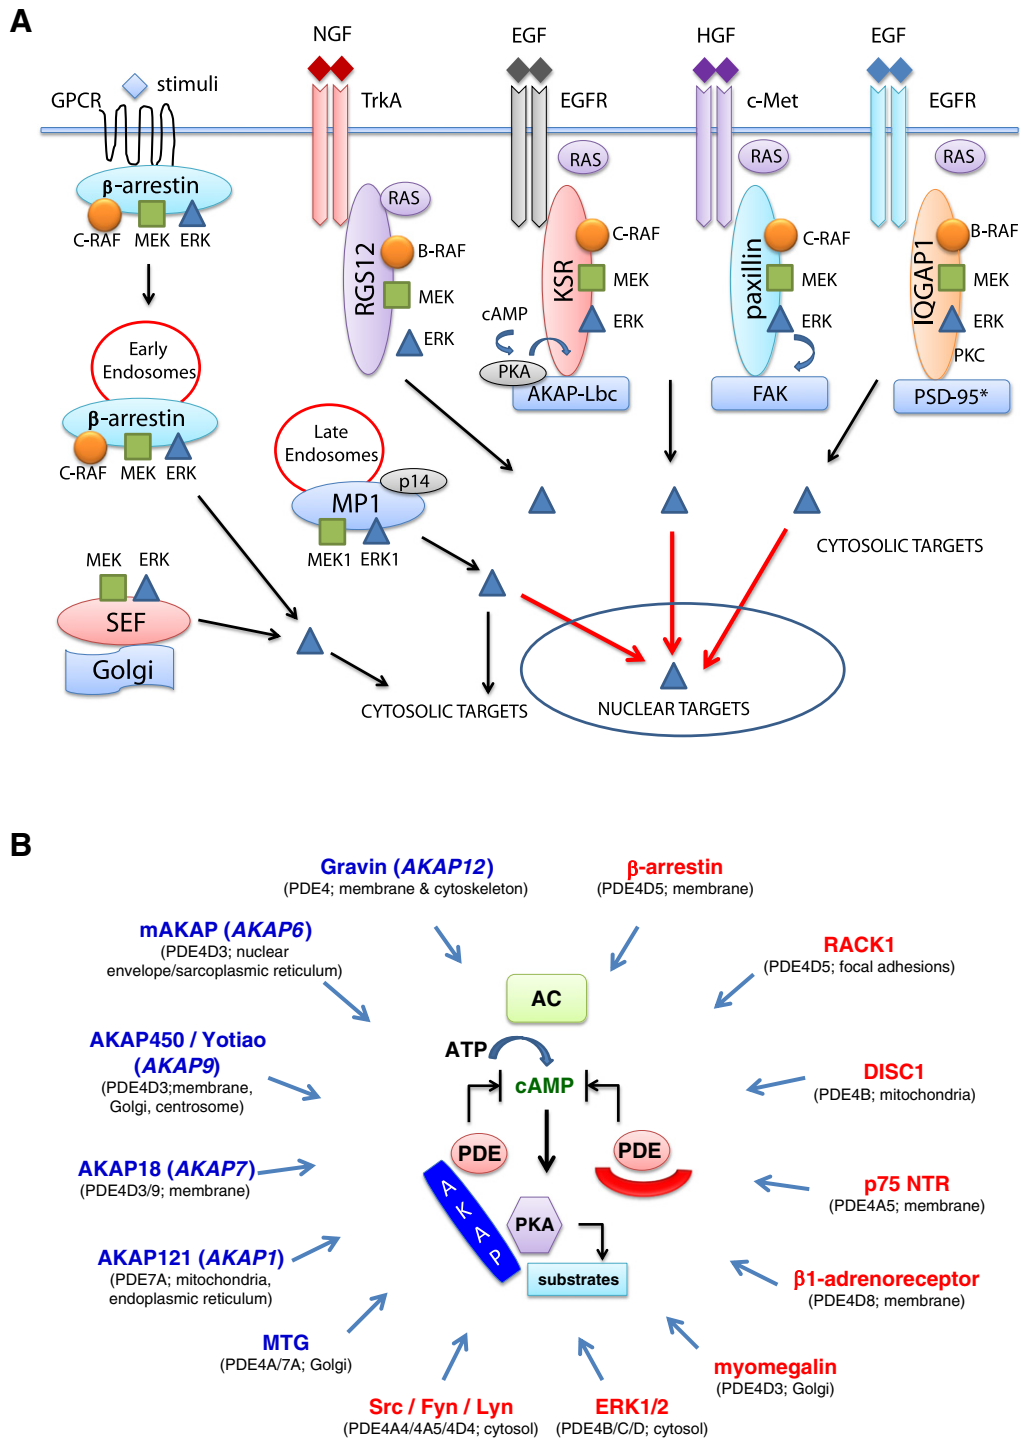 A
NGF
EGF
HGF
EGF
stimuli
GPCR
TrkA
EGFR
c-Met
EGFR
β-arrestin
C-RAF MEK ERK
RAS
RAS
RAS
RAS
RGS12
B-RAF
MEK
ERK
KSR
C-RAF
MEK
ERK
cAMP
PKA
AKAP-Lbc
paxillin
C-RAF
MEK
ERK
FAK
IQGAP1
B-RAF
MEK
ERK
PKC
PSD-95*
Early
Endosomes
β-arrestin
C-RAF MEK ERK
Late
Endosomes
p14
MP1
MEK1 ERK1
MEK ERK
SEF
Golgi
CYTOSOLIC TARGETS
CYTOSOLIC TARGETS
NUCLEAR TARGETS
B
Gravin (AKAP12)
(PDE4; membrane & cytoskeleton)
β-arrestin
(PDE4D5; membrane)
mAKAP (AKAP6)
(PDE4D3; nuclear
envelope/sarcoplasmic reticulum)
RACK1
(PDE4D5; focal adhesions)
AKAP450 / Yotiao
(AKAP9)
(PDE4D3;membrane,
Golgi, centrosome)
DISC1
(PDE4B; mitochondria)
AKAP18 (AKAP7)
(PDE4D3/9; membrane)
p75 NTR
(PDE4A5; membrane)
AKAP121 (AKAP1)
(PDE7A; mitochondria,
endoplasmic reticulum)
β1-adrenoreceptor
(PDE4D8; membrane)
MTG
(PDE4A/7A; Golgi)
myomegalin
(PDE4D3; Golgi)
Src / Fyn / Lyn
(PDE4A4/4A5/4D4; cytosol)
ERK1/2
(PDE4B/C/D; cytosol)
AC
ATP
cAMP
PDE
PDE
AKAP
PKA
substrates